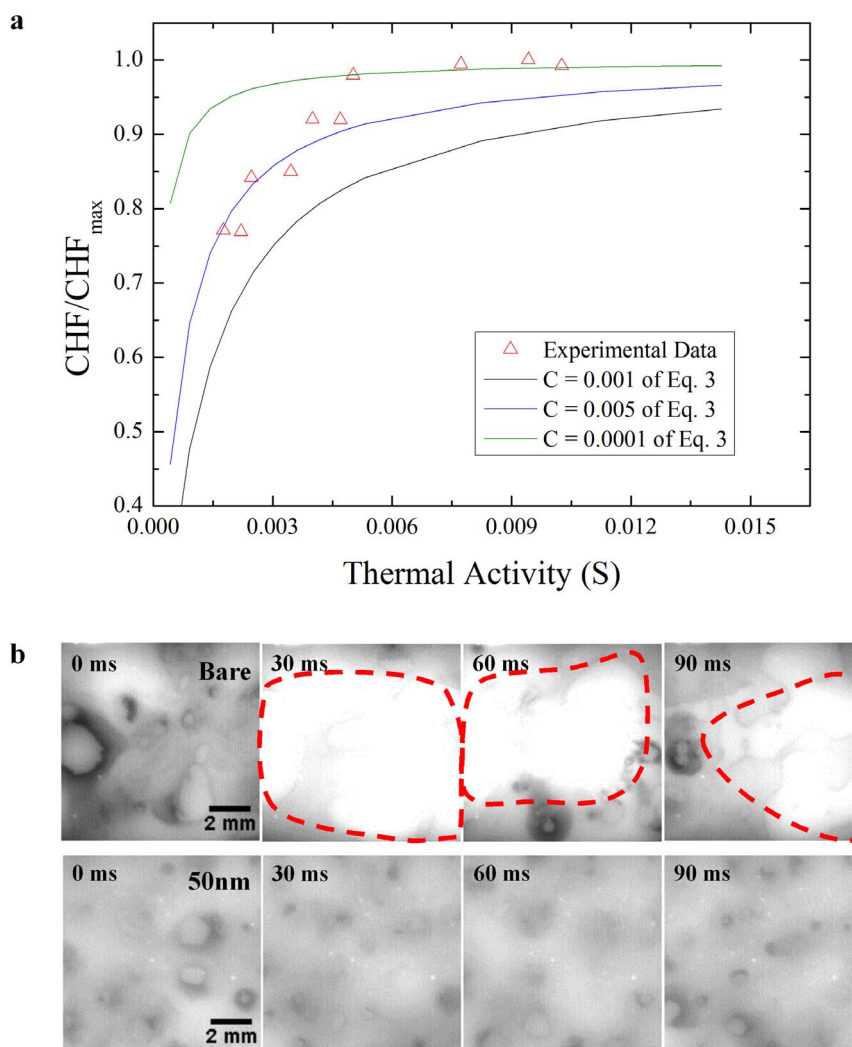 a
1.0
0.9
0.8
0.7
0.6
0.5
0.4
CHF/CHFmax
Experimental Data
C = 0.001 of Eq. 3
C = 0.005 of Eq. 3
C = 0.0001 of Eq. 3
0.000 0.003 0.006 0.009 0.012 0.015
Thermal Activity (S)
b
0 ms 30 ms 60 ms 90 ms
Bare
2 mm
0 ms 30 ms 60 ms 90 ms
50nm
2 mm